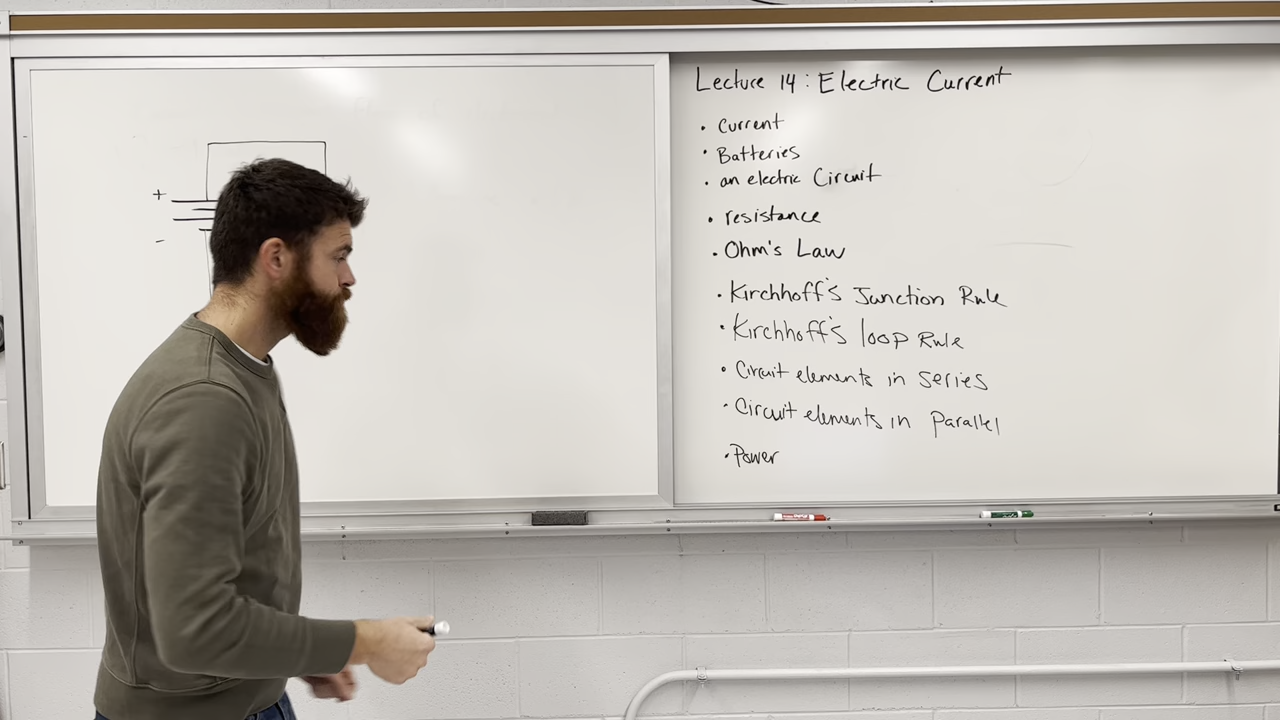 Lecture 14: Electric Current
• Current
• Batteries
• an electric Circuit
• resistance
• Ohm's Law
• Kirchhoff's Junction Rule
• Kirchhoff's loop Rule
• Circuit elements in series
• Circuit elements in Parallel
• Power
+
-